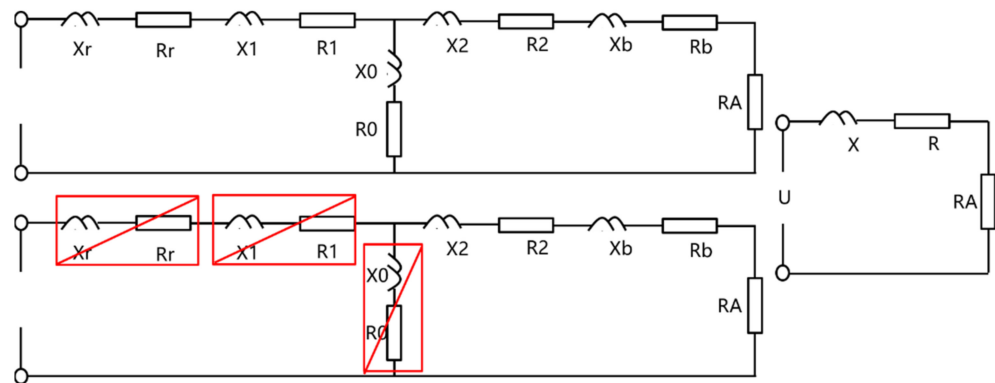 Xr Rr X1 R1 X2 R2 Xb Rb
X0
R0
RA
X R
U
RA
Xr Rr X1 R1 X2 R2 Xb Rb
X0
R0
RA